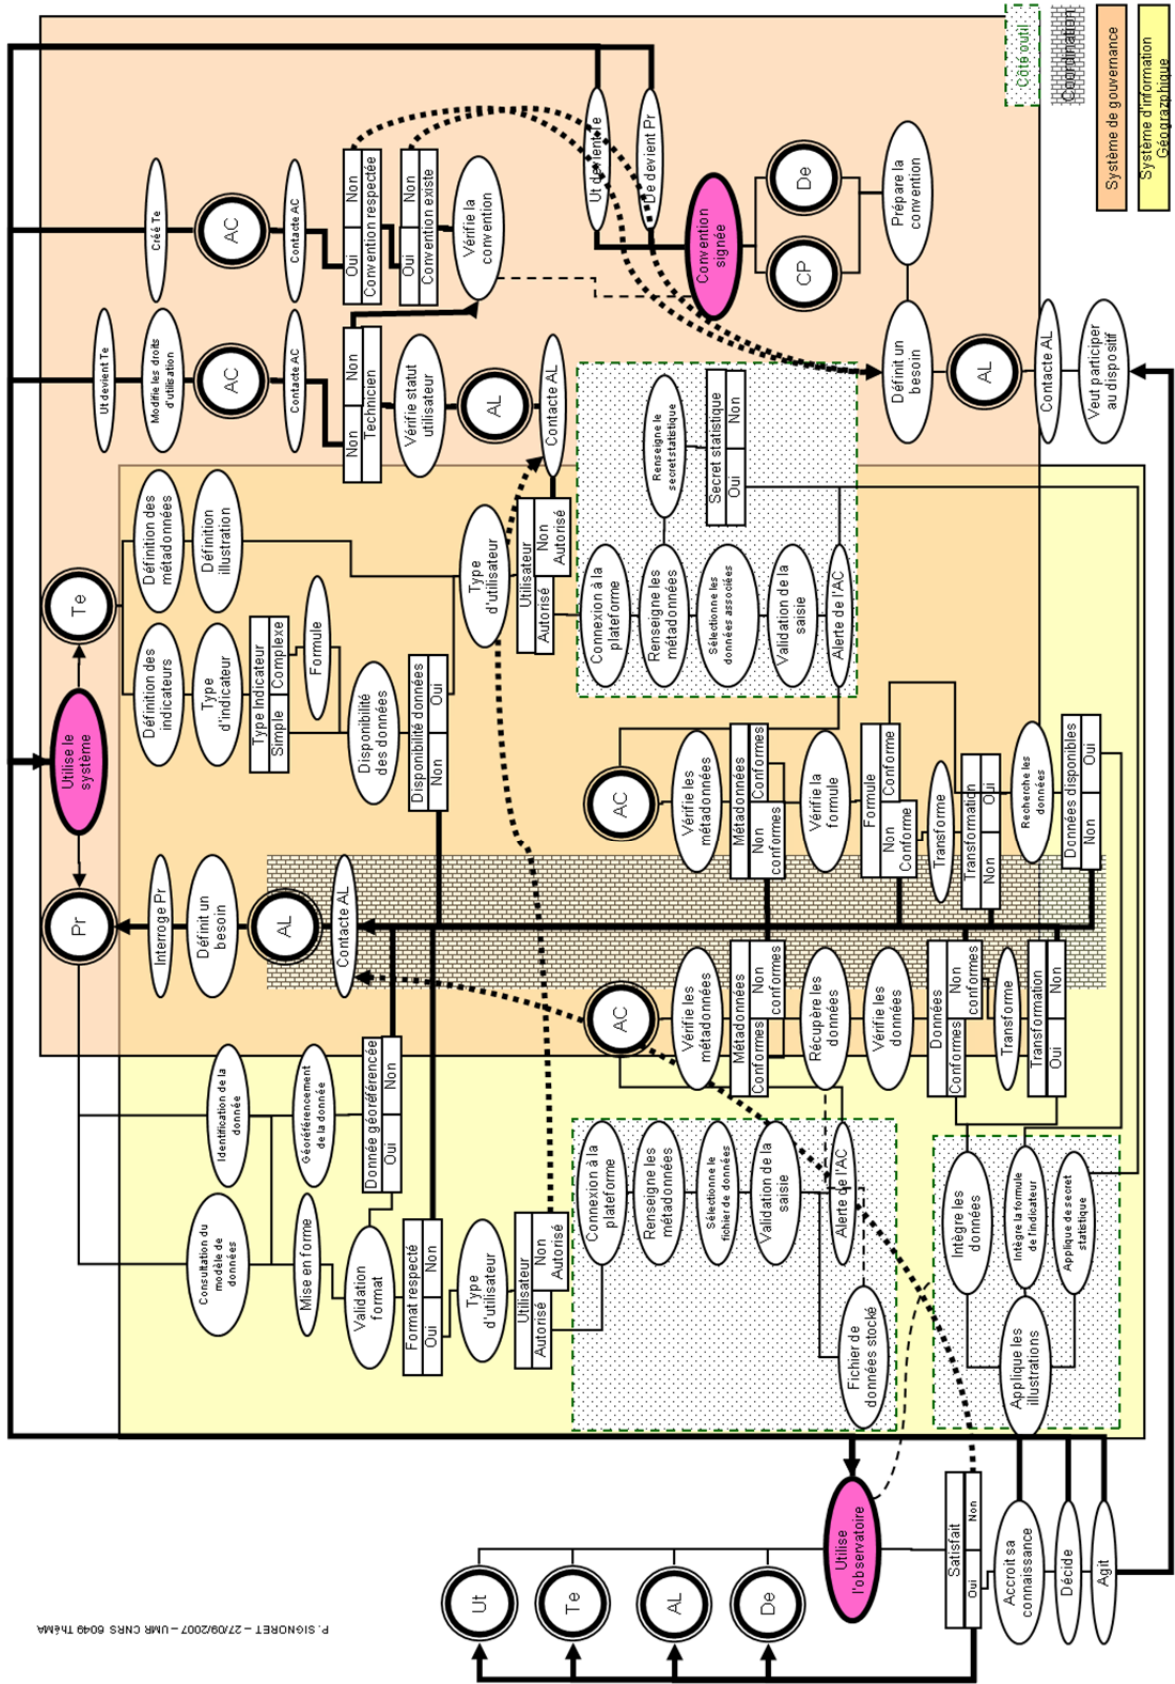 Utilise le
système
Pr
Te
Interroge Pr
Définit un
besoin
AL
Contacte AL
Identification de la
donnée
Géoréférencement
de la donnée
Donnée géoréférencée
Oui
Non
Consultation du
modèle de
données
Mise en forme
Validation
format
Format respecté
Oui
Non
Type
d'utilisateur
Utilisateur
Autorisé
Non
Autorisé
Connexion à la
plateforme
Renseigne les
métadonnées
Sélectionne le
fichier de données
Validation de la
saisie
Alerte de l'AC
Fichier de
données stocké
AC
Vérifie les
métadonnées
Métadonnées
Conformes
Non
conformes
Récupère les
données
Vérifie les
données
Données
Conformes
Non
conformes
Transforme
Transformation
Oui
Non
Intègre les
données
Intègre la formule
de l'indicateur
Applique de secret
statistique
Applique les
illustrations
Définition des
indicateurs
Type
d'indicateur
Type Indicateur
Simple
Complexe
Formule
Disponibilité
des données
Disponibilité données
Non
Oui
Définition des
métadonnées
Définition
illustration
Type
d'utilisateur
Utilisateur
Autorisé
Non
Autorisé
Connexion à la
plateforme
Renseigne les
métadonnées
Renseigne le
secret statistique
Secret statistique
Oui
Non
Sélectionne les
données associées
Validation de la
saisie
Alerte de l'AC
AC
Vérifie les
métadonnées
Métadonnées
Non
conformes
Conformes
Vérifie la
formule
Formule
Non
Conforme
Conforme
Transforme
Transformation
Non
Oui
Recherche les
données
Données disponibles
Non
Oui
Ut devient Te
Modifie les droits
d'utilisation
AC
Contacte AC
Non
Non
Technicien
Vérifie statut
utilisateur
AL
Contacte AL
Créé Te
AC
Contacte AC
Oui
Non
Convention respectée
Oui
Non
Convention existe
Vérifie la
convention
Ut devient Te
De devient Pr
Convention
signée
CP
De
Prépare la
convention
Définit un
besoin
AL
Contacte AL
Veut participer
au dispositif
Utilise
l'observatoire
Ut
Te
AL
De
Satisfait
Oui
Non
Accroit sa
connaissance
Décide
Agit
Côté outil
Coordination
Système de gouvernance
Système d'information
Géographique
P. SIGNORET – 27/09/2007 – UMR CNRS 6049 ThéMA